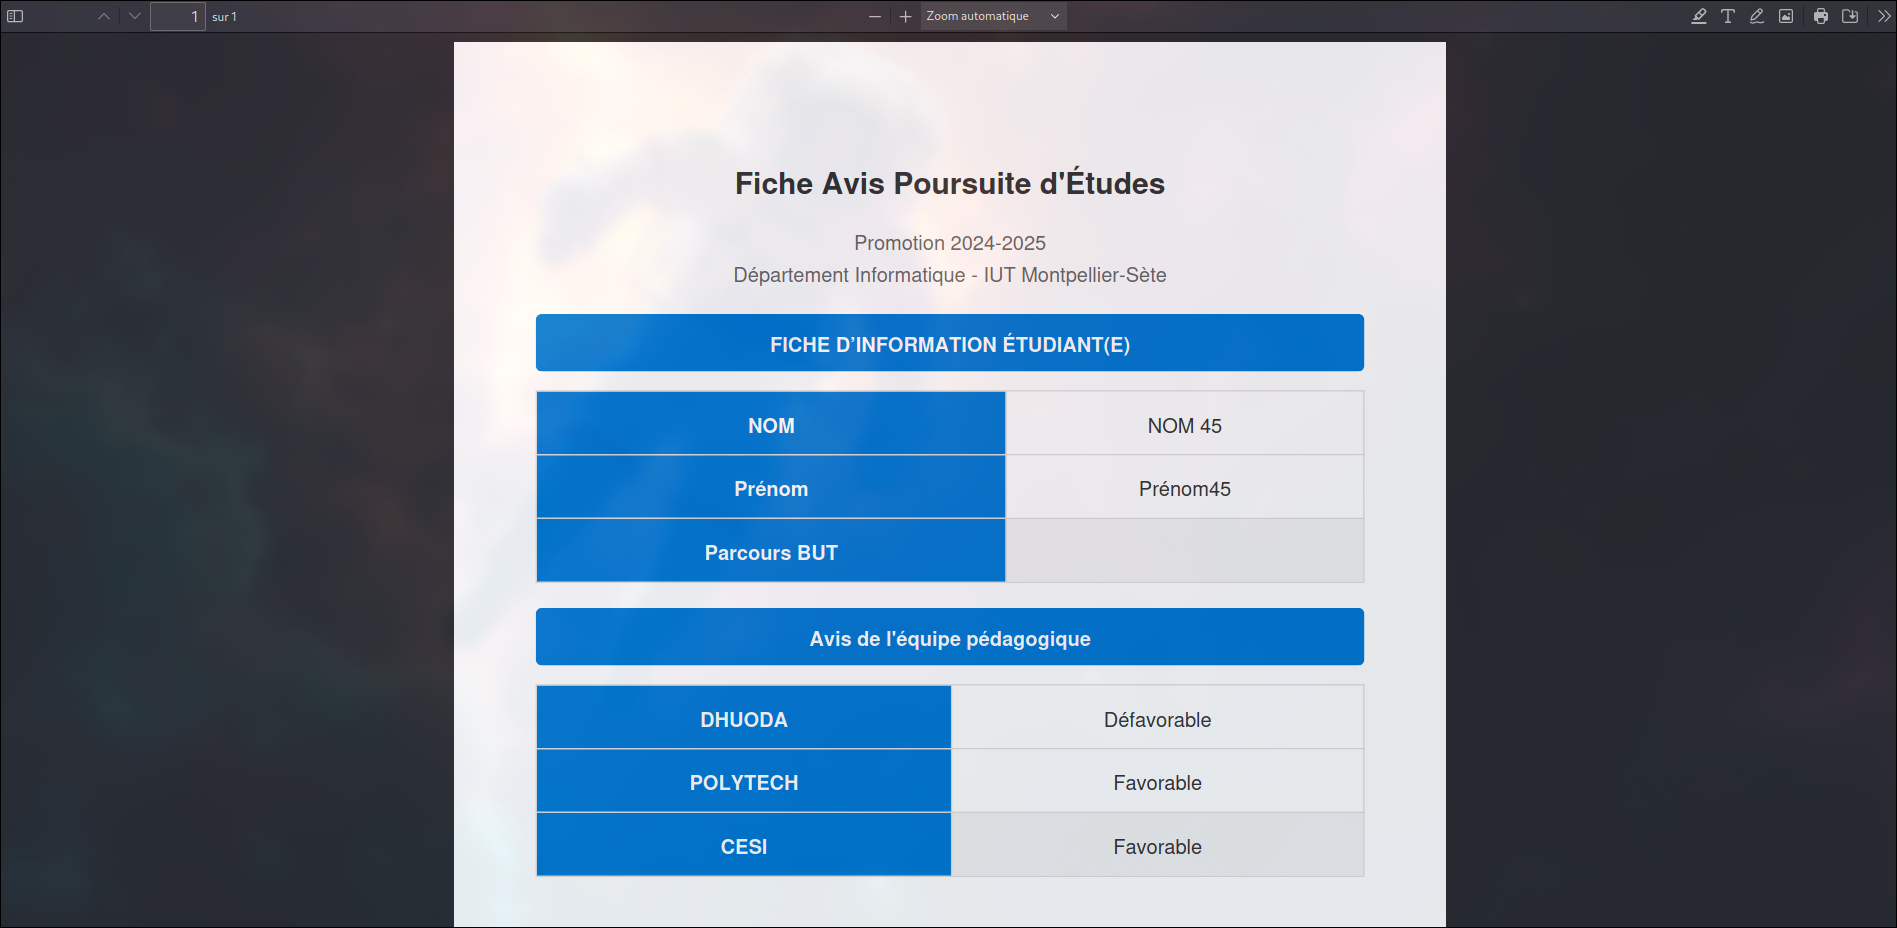 1 sur 1
Zoom automatique
Fiche Avis Poursuite d'Études
Promotion 2024-2025
Département Informatique - IUT Montpellier-Sète
FICHE D’INFORMATION ÉTUDIANT(E)
NOM NOM 45
Prénom Prénom45
Parcours BUT
Avis de l'équipe pédagogique
DHUODA Défavorable
POLYTECH Favorable
CESI Favorable